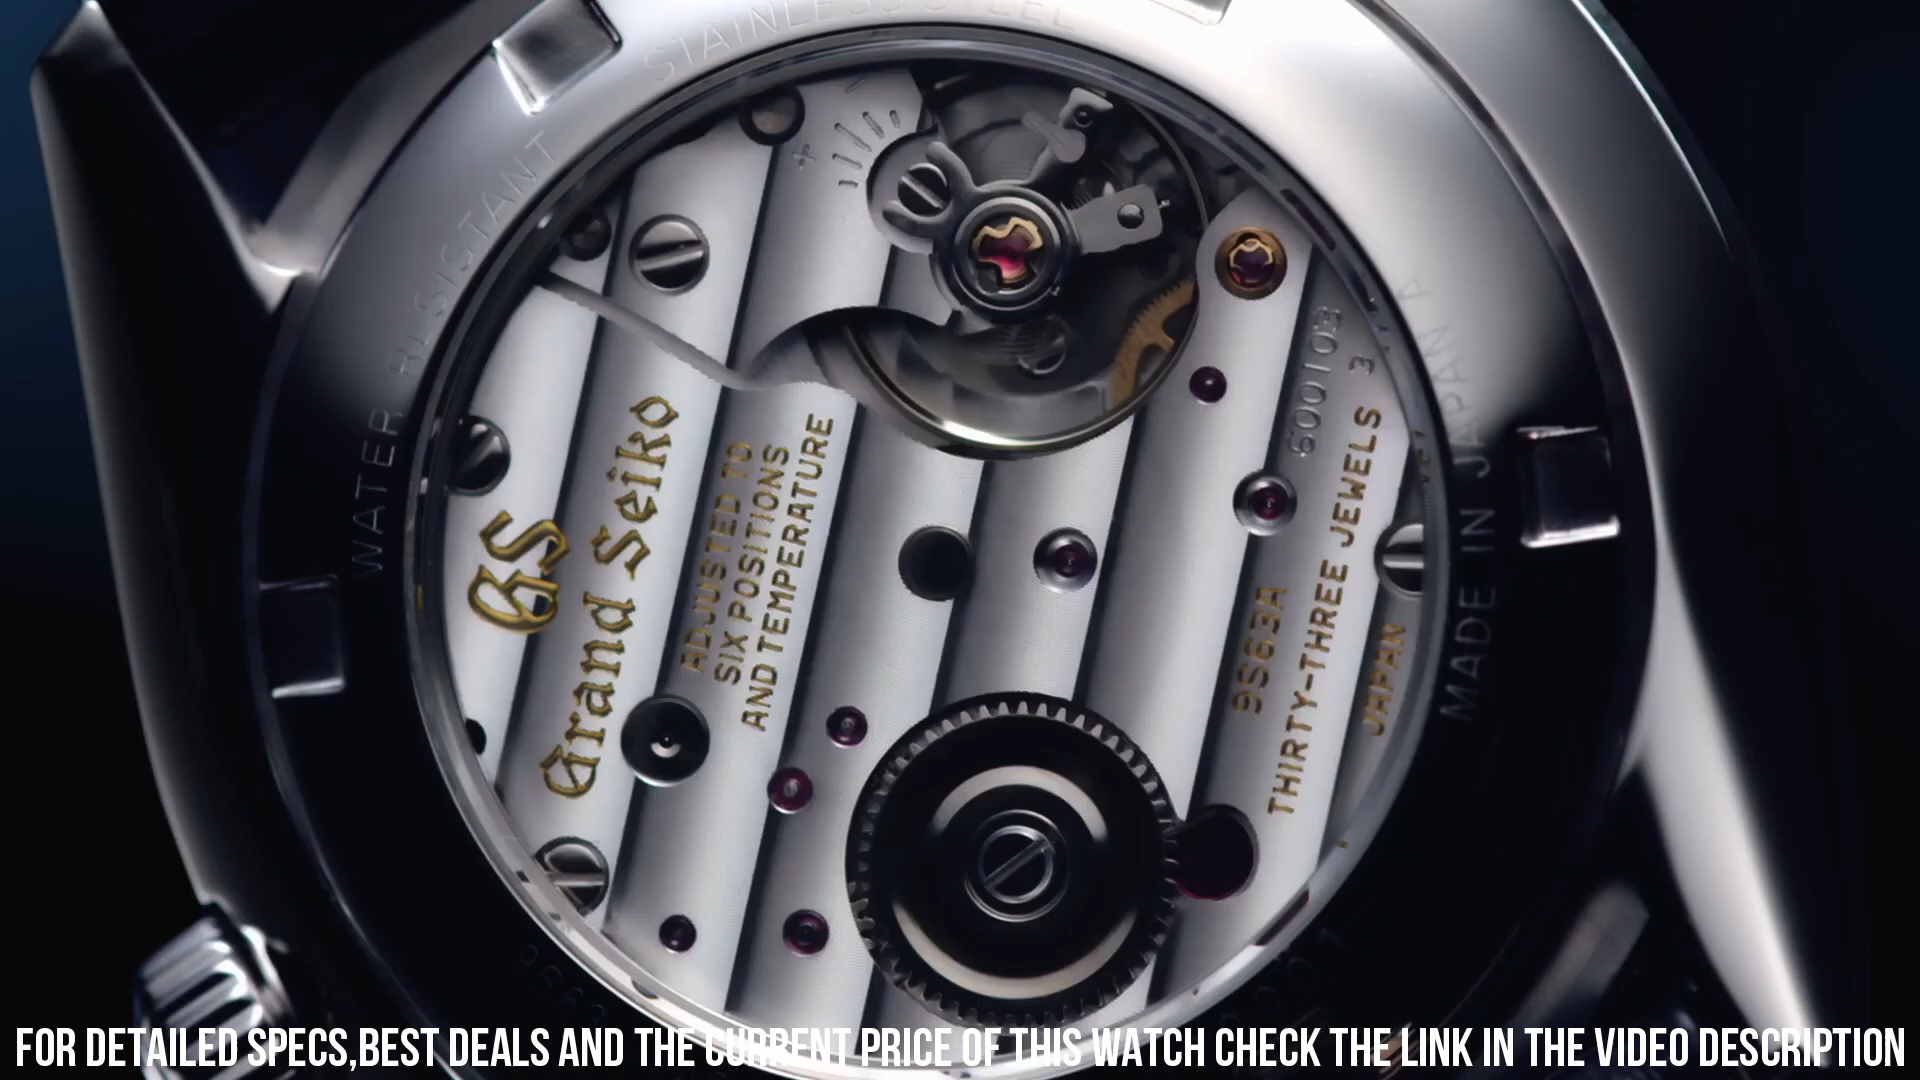 STAINLESS STEEL
WATER RESISTANT
GS
Grand Seiko
ADJUSTED TO
SIX POSITIONS
AND TEMPERATURE
600103
9S63A
THIRTY-THREE JEWELS
3
JAPAN
MADE IN JAPAN A
FOR DETAILED SPECS,BEST DEALS AND THE CURRENT PRICE OF THIS WATCH CHECK THE LINK IN THE VIDEO DESCRIPTION